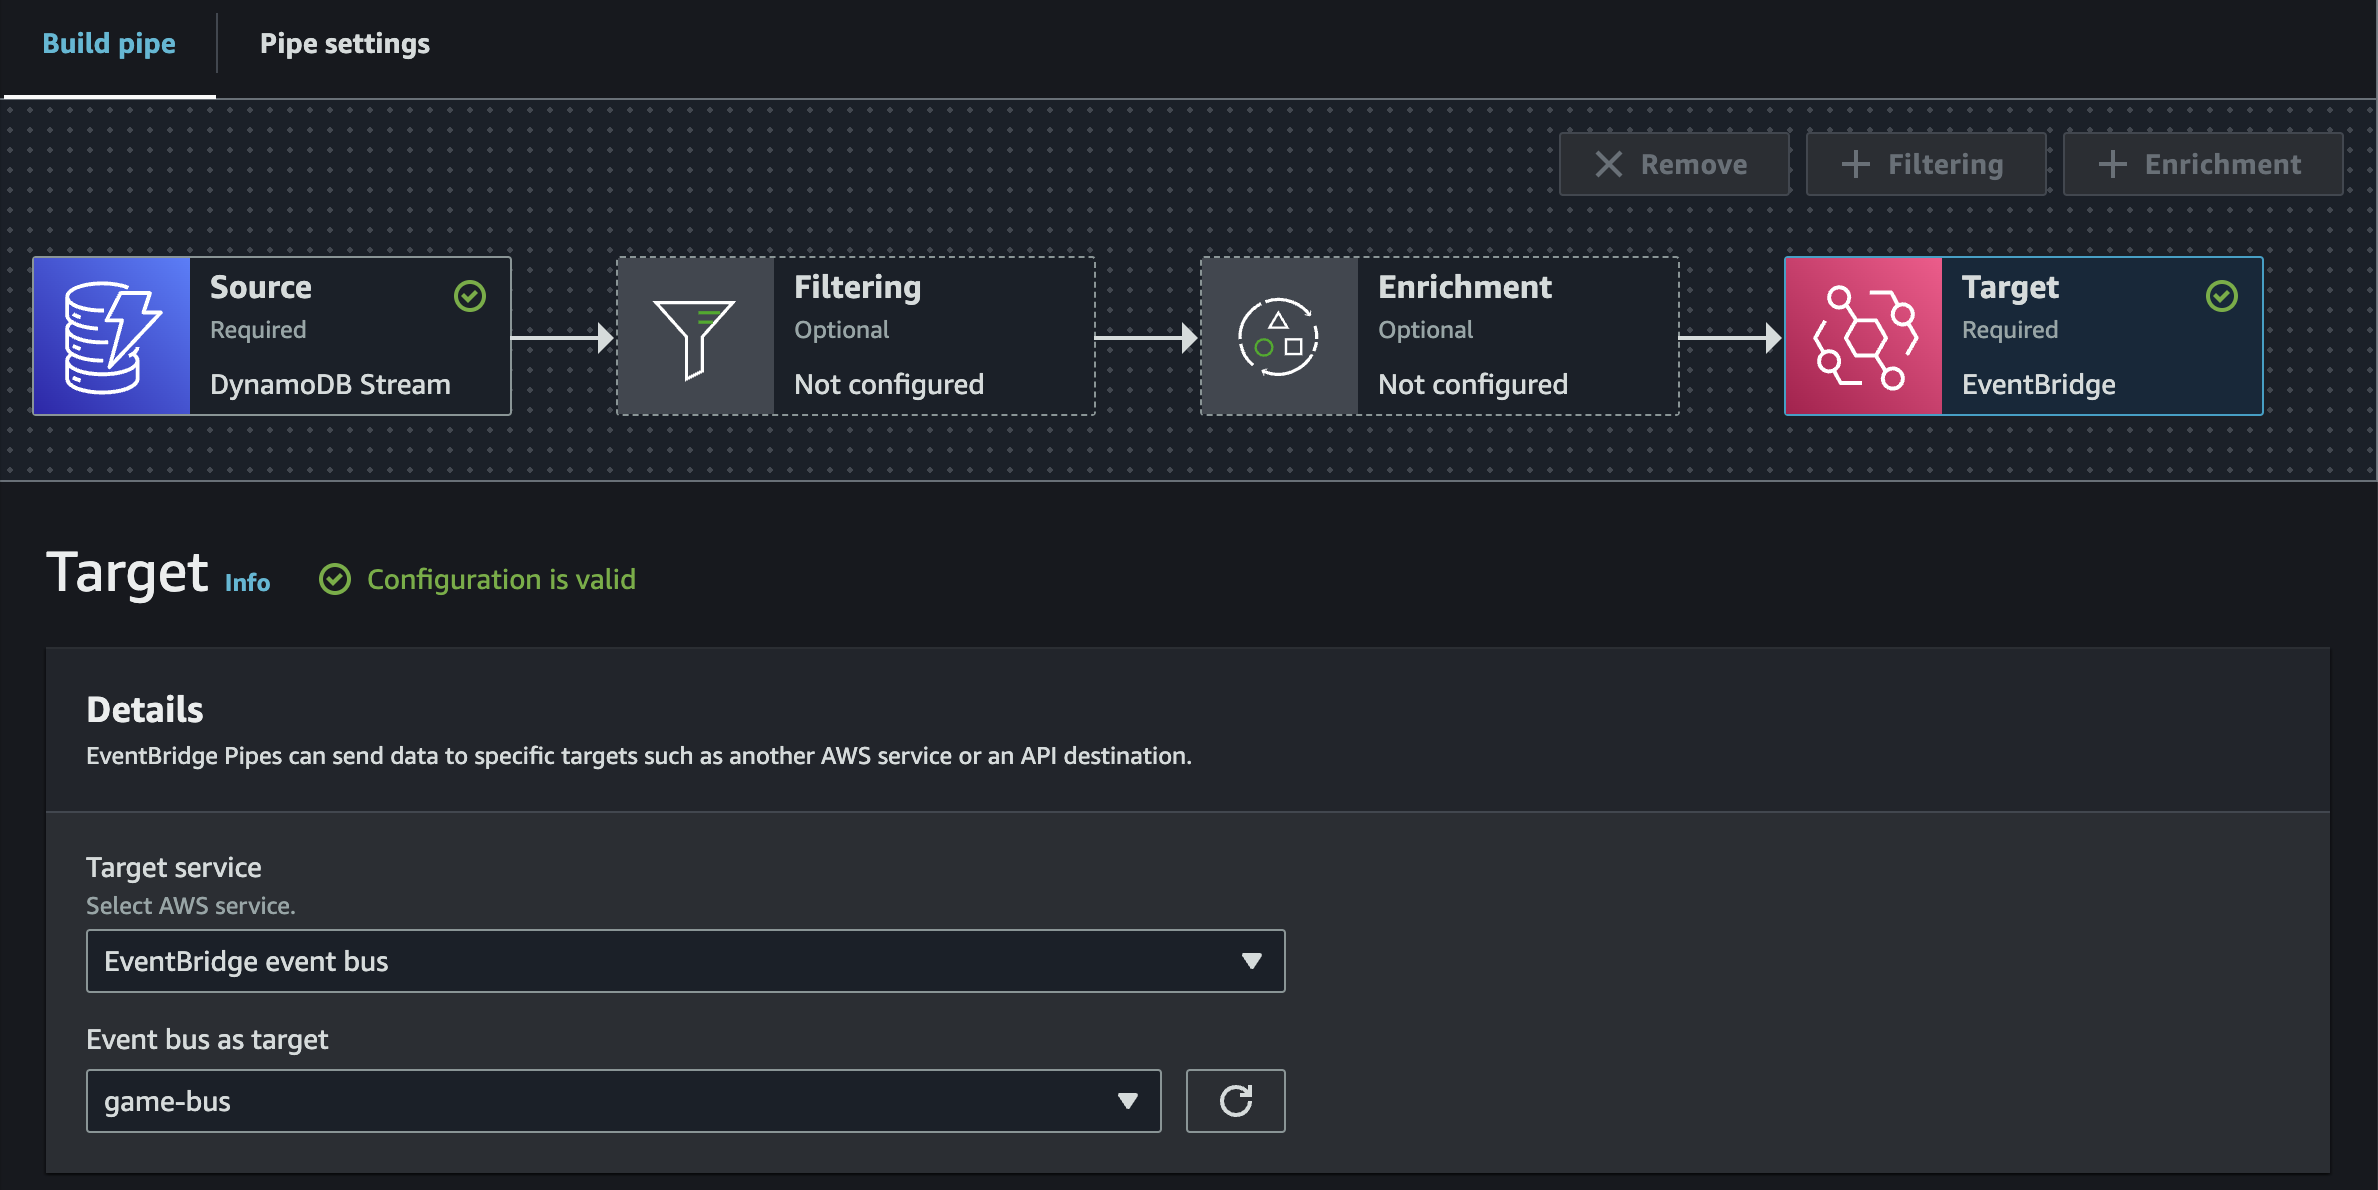 Build pipe
Pipe settings
Remove
Filtering
Enrichment
Source
Required
DynamoDB Stream
Filtering
Optional
Not configured
Enrichment
Optional
Not configured
Target
Required
EventBridge
Target Info
Configuration is valid
Details
EventBridge Pipes can send data to specific targets such as another AWS service or an API destination.
Target service
Select AWS service.
EventBridge event bus
Event bus as target
game-bus